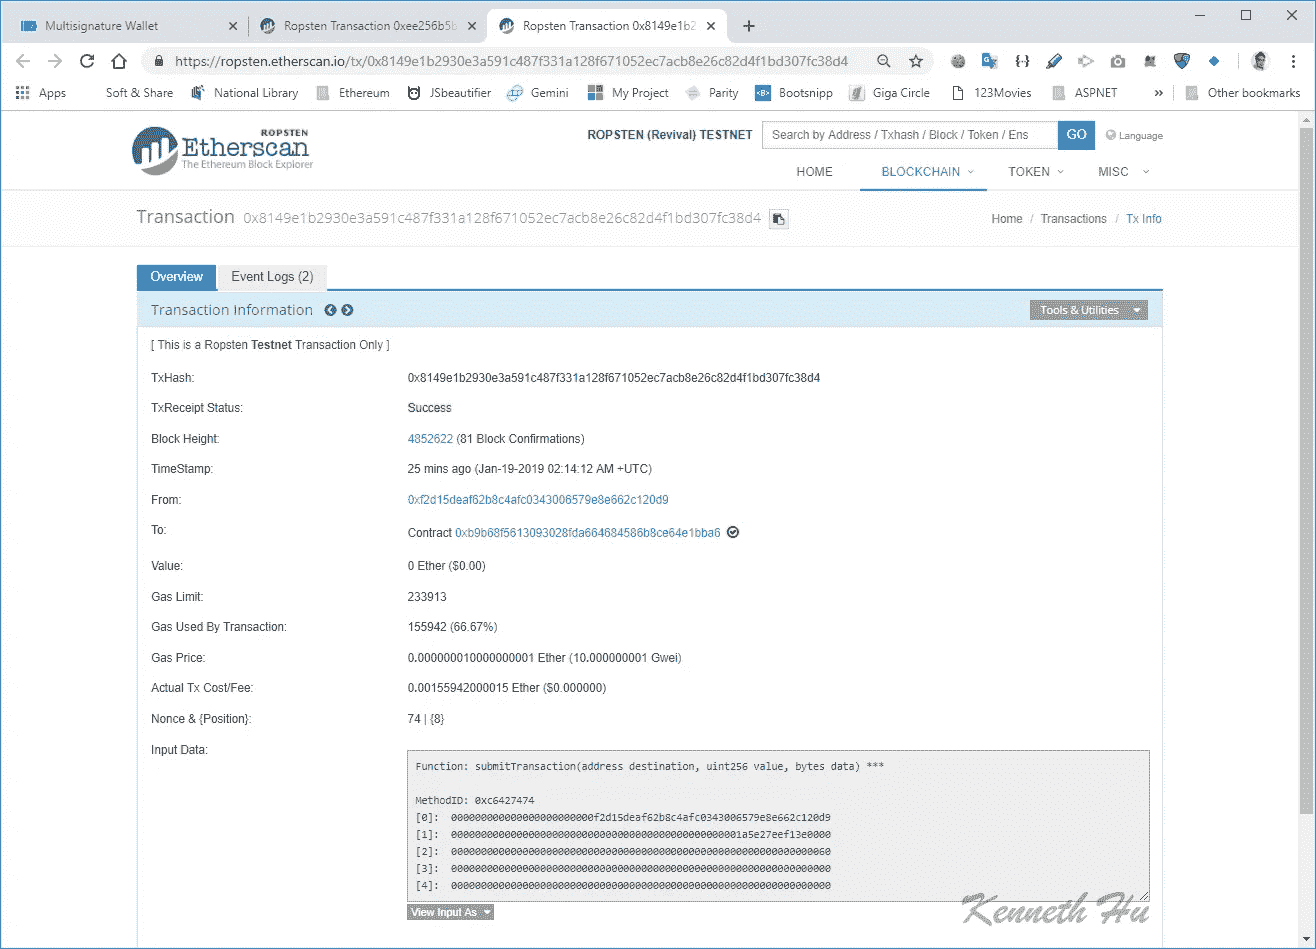 Multisignature Wallet
Ropsten Transaction 0xee256b5b
Ropsten Transaction 0x8149e1b2
https://ropsten.etherscan.io/tx/0x8149e1b2930e3a591c487f331a128f671052ec7acb8e26c82d4f1bd307fc38d4
Apps Soft & Share National Library Ethereum JSbeautifier Gemini My Project Parity Bootsnipp Giga Circle 123Movies ASPNET » Other bookmarks
ROPSTEN
Etherscan
The Ethereum Block Explorer
ROPSTEN (Revival) TESTNET Search by Address / Txhash / Block / Token / Ens GO Language
HOME BLOCKCHAIN TOKEN MISC
Transaction 0x8149e1b2930e3a591c487f331a128f671052ec7acb8e26c82d4f1bd307fc38d4
Home / Transactions / Tx Info
Overview Event Logs (2)
Transaction Information Tools & Utilities
[ This is a Ropsten Testnet Transaction Only ]
TxHash: 0x8149e1b2930e3a591c487f331a128f671052ec7acb8e26c82d4f1bd307fc38d4
TxReceipt Status: Success
Block Height: 4852622 (81 Block Confirmations)
TimeStamp: 25 mins ago (Jan-19-2019 02:14:12 AM +UTC)
From: 0xf2d15deaf62b8c4afc0343006579e8e662c120d9
To: Contract 0xb9b68f5613093028fda664684586b8ce64e1bba6
Value: 0 Ether ($0.00)
Gas Limit: 233913
Gas Used By Transaction: 155942 (66.67%)
Gas Price: 0.000000010000000001 Ether (10.000000001 Gwei)
Actual Tx Cost/Fee: 0.00155942000015 Ether ($0.000000)
Nonce & {Position}: 74 | {8}
Input Data:
Function: submitTransaction(address destination, uint256 value, bytes data) ***
MethodID: 0xc6427474
[0]: 000000000000000000000000f2d15deaf62b8c4afc0343006579e8e662c120d9
[1]: 0000000000000000000000000000000000000000000000001a5e27eef13e0000
[2]: 0000000000000000000000000000000000000000000000000000000000000060
[3]: 0000000000000000000000000000000000000000000000000000000000000000
[4]: 0000000000000000000000000000000000000000000000000000000000000000
View Input As
Kenneth Hu